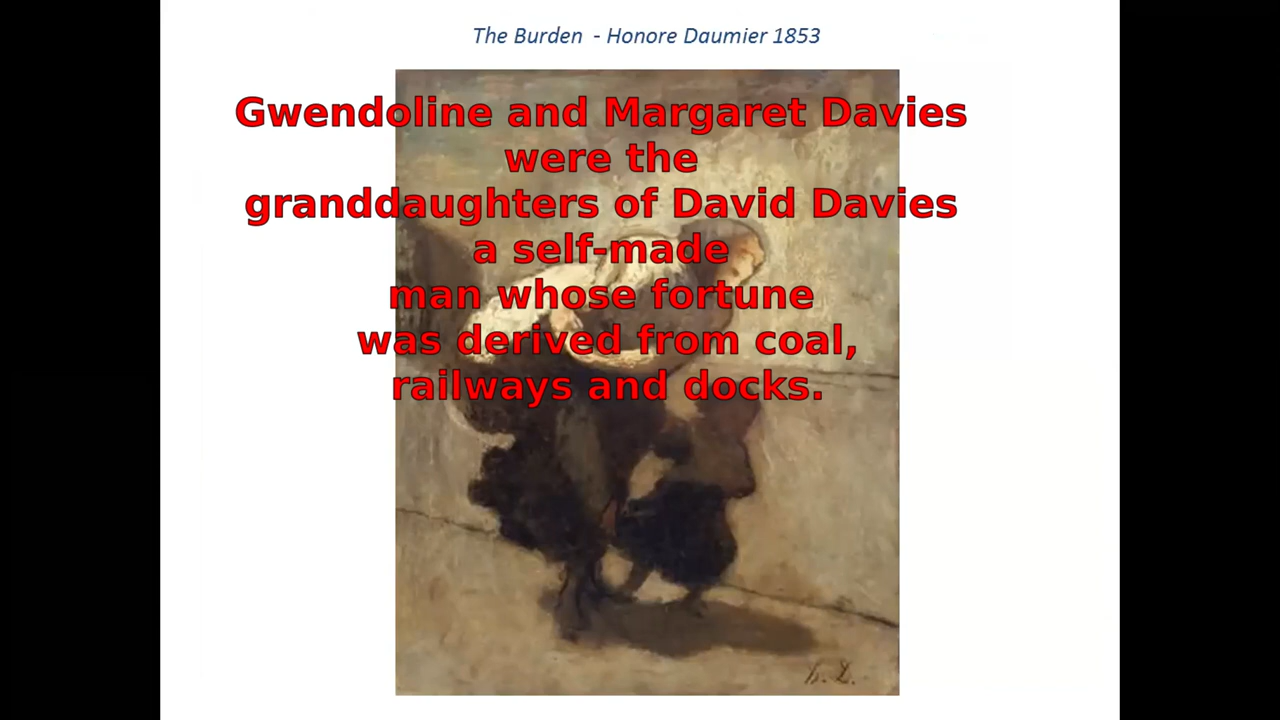 The Burden - Honore Daumier 1853
Gwendoline and Margaret Davies
were the
granddaughters of David Davies
a self-made
man whose fortune
was derived from coal,
railways and docks.
h. D.